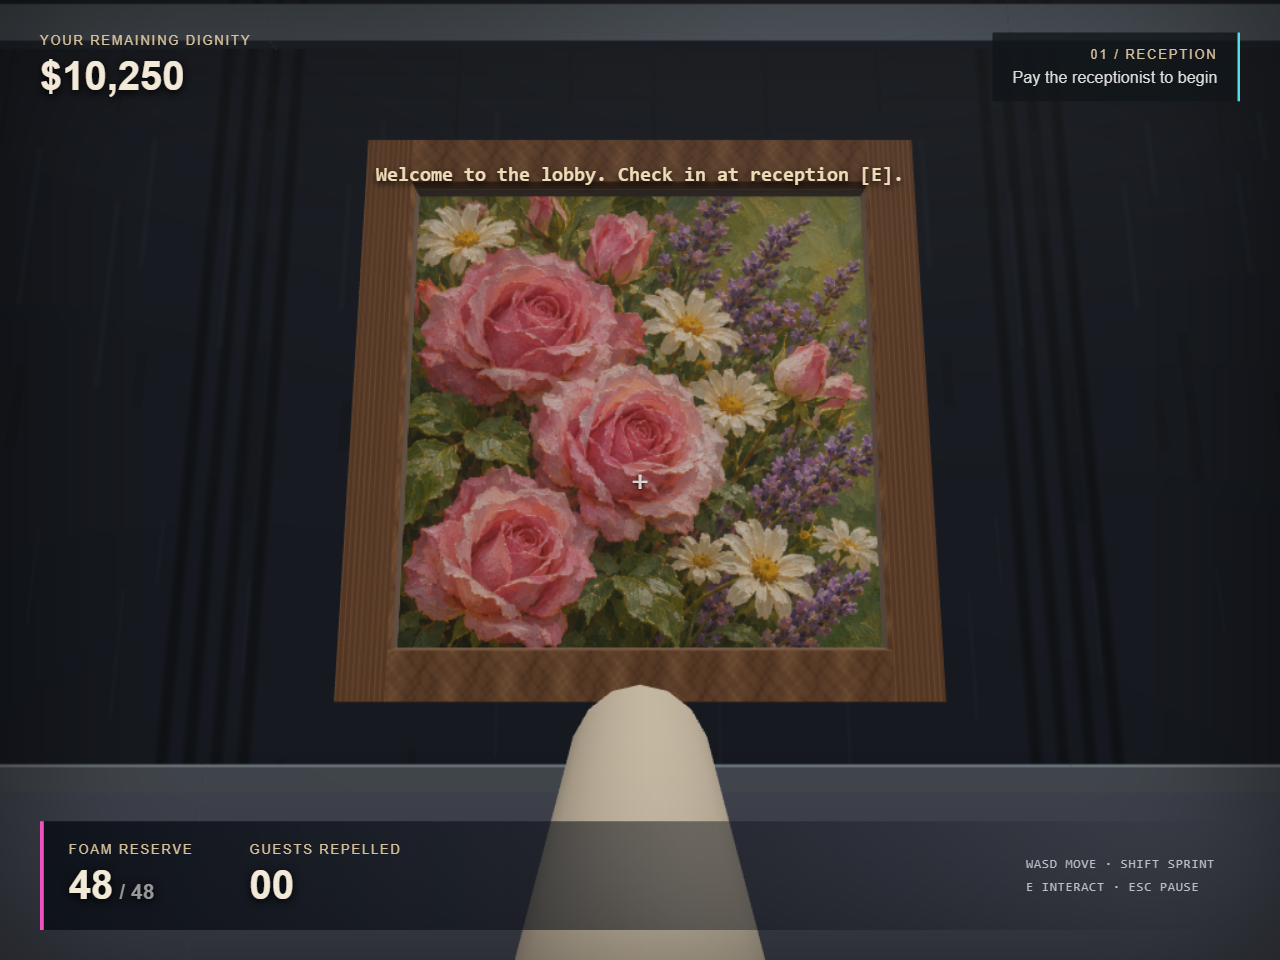 YOUR REMAINING DIGNITY
$10,250
01 / RECEPTION
Pay the receptionist to begin
Welcome to the lobby. Check in at reception [E].
FOAM RESERVE
48 / 48
GUESTS REPELLED
00
WASD MOVE · SHIFT SPRINT
E INTERACT · ESC PAUSE